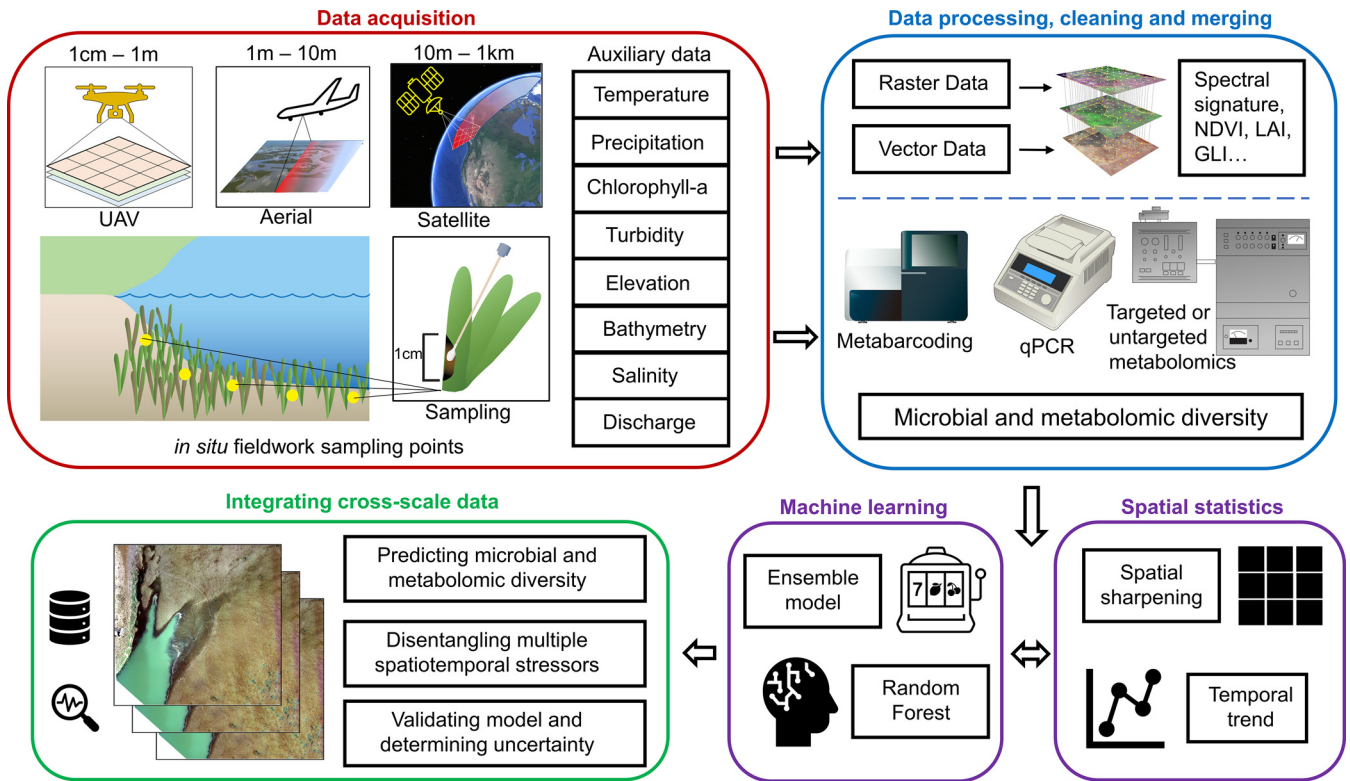 Data acquisition
1cm – 1m
1m – 10m
10m – 1km
UAV
Aerial
Satellite
1cm
Sampling
in situ fieldwork sampling points
Auxiliary data
Temperature
Precipitation
Chlorophyll-a
Turbidity
Elevation
Bathymetry
Salinity
Discharge
Data processing, cleaning and merging
Raster Data
Vector Data
Spectral
signature,
NDVI, LAI,
GLI…
Metabarcoding
qPCR
Targeted or
untargeted
metabolomics
Microbial and metabolomic diversity
Integrating cross-scale data
Predicting microbial and
metabolomic diversity
Disentangling multiple
spatiotemporal stressors
Validating model and
determining uncertainty
Machine learning
Ensemble
model
7
Random
Forest
Spatial statistics
Spatial
sharpening
Temporal
trend